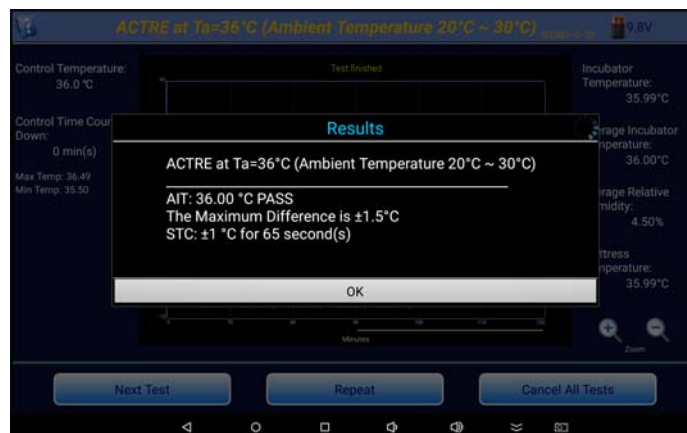 ACTRE at Ta=36°C (Ambient Temperature 20°C ~ 30°C)
9.8V
Control Temperature:
36.0 °C
Control Time Coun
Down:
0 min(s)
Max Temp: 36.49
Min Temp: 35.50
Test finished
Incubator
Temperature:
35.99°C
erage Incubator
mperature:
36.00°C
erage Relative
midity:
4.50%
ttress
mperature:
35.99°C
Results
ACTRE at Ta=36°C (Ambient Temperature 20°C ~ 30°C)
AIT: 36.00 °C PASS
The Maximum Difference is ±1.5°C
STC: ±1 °C for 65 second(s)
OK
Minutes
Zoom
Next Test
Repeat
Cancel All Tests